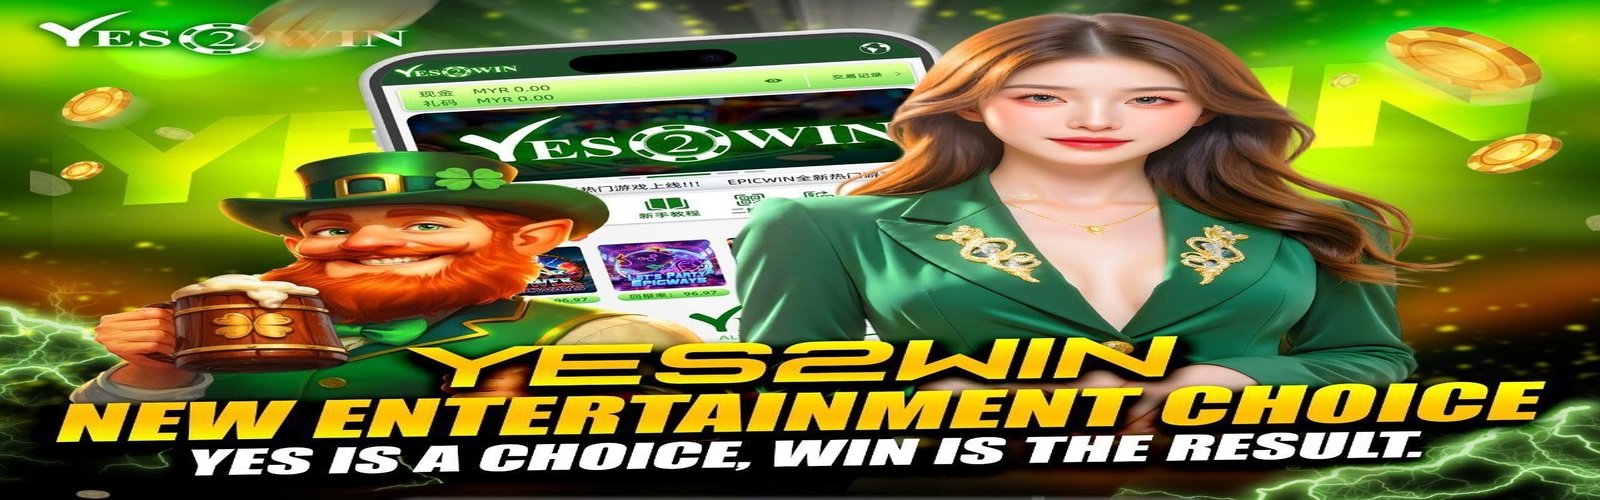 YES2WIN
YES2WIN
现金 MYR 0.00
礼码 MYR 0.00
交易记录 >
YES2WIN
热门游戏上线!!! EPICWIN全新热门游
新手教程
LET'S PARTY
EPICWAYS
96.97
回报率: 96.97
YES2WIN
NEW ENTERTAINMENT CHOICE
YES IS A CHOICE, WIN IS THE RESULT.